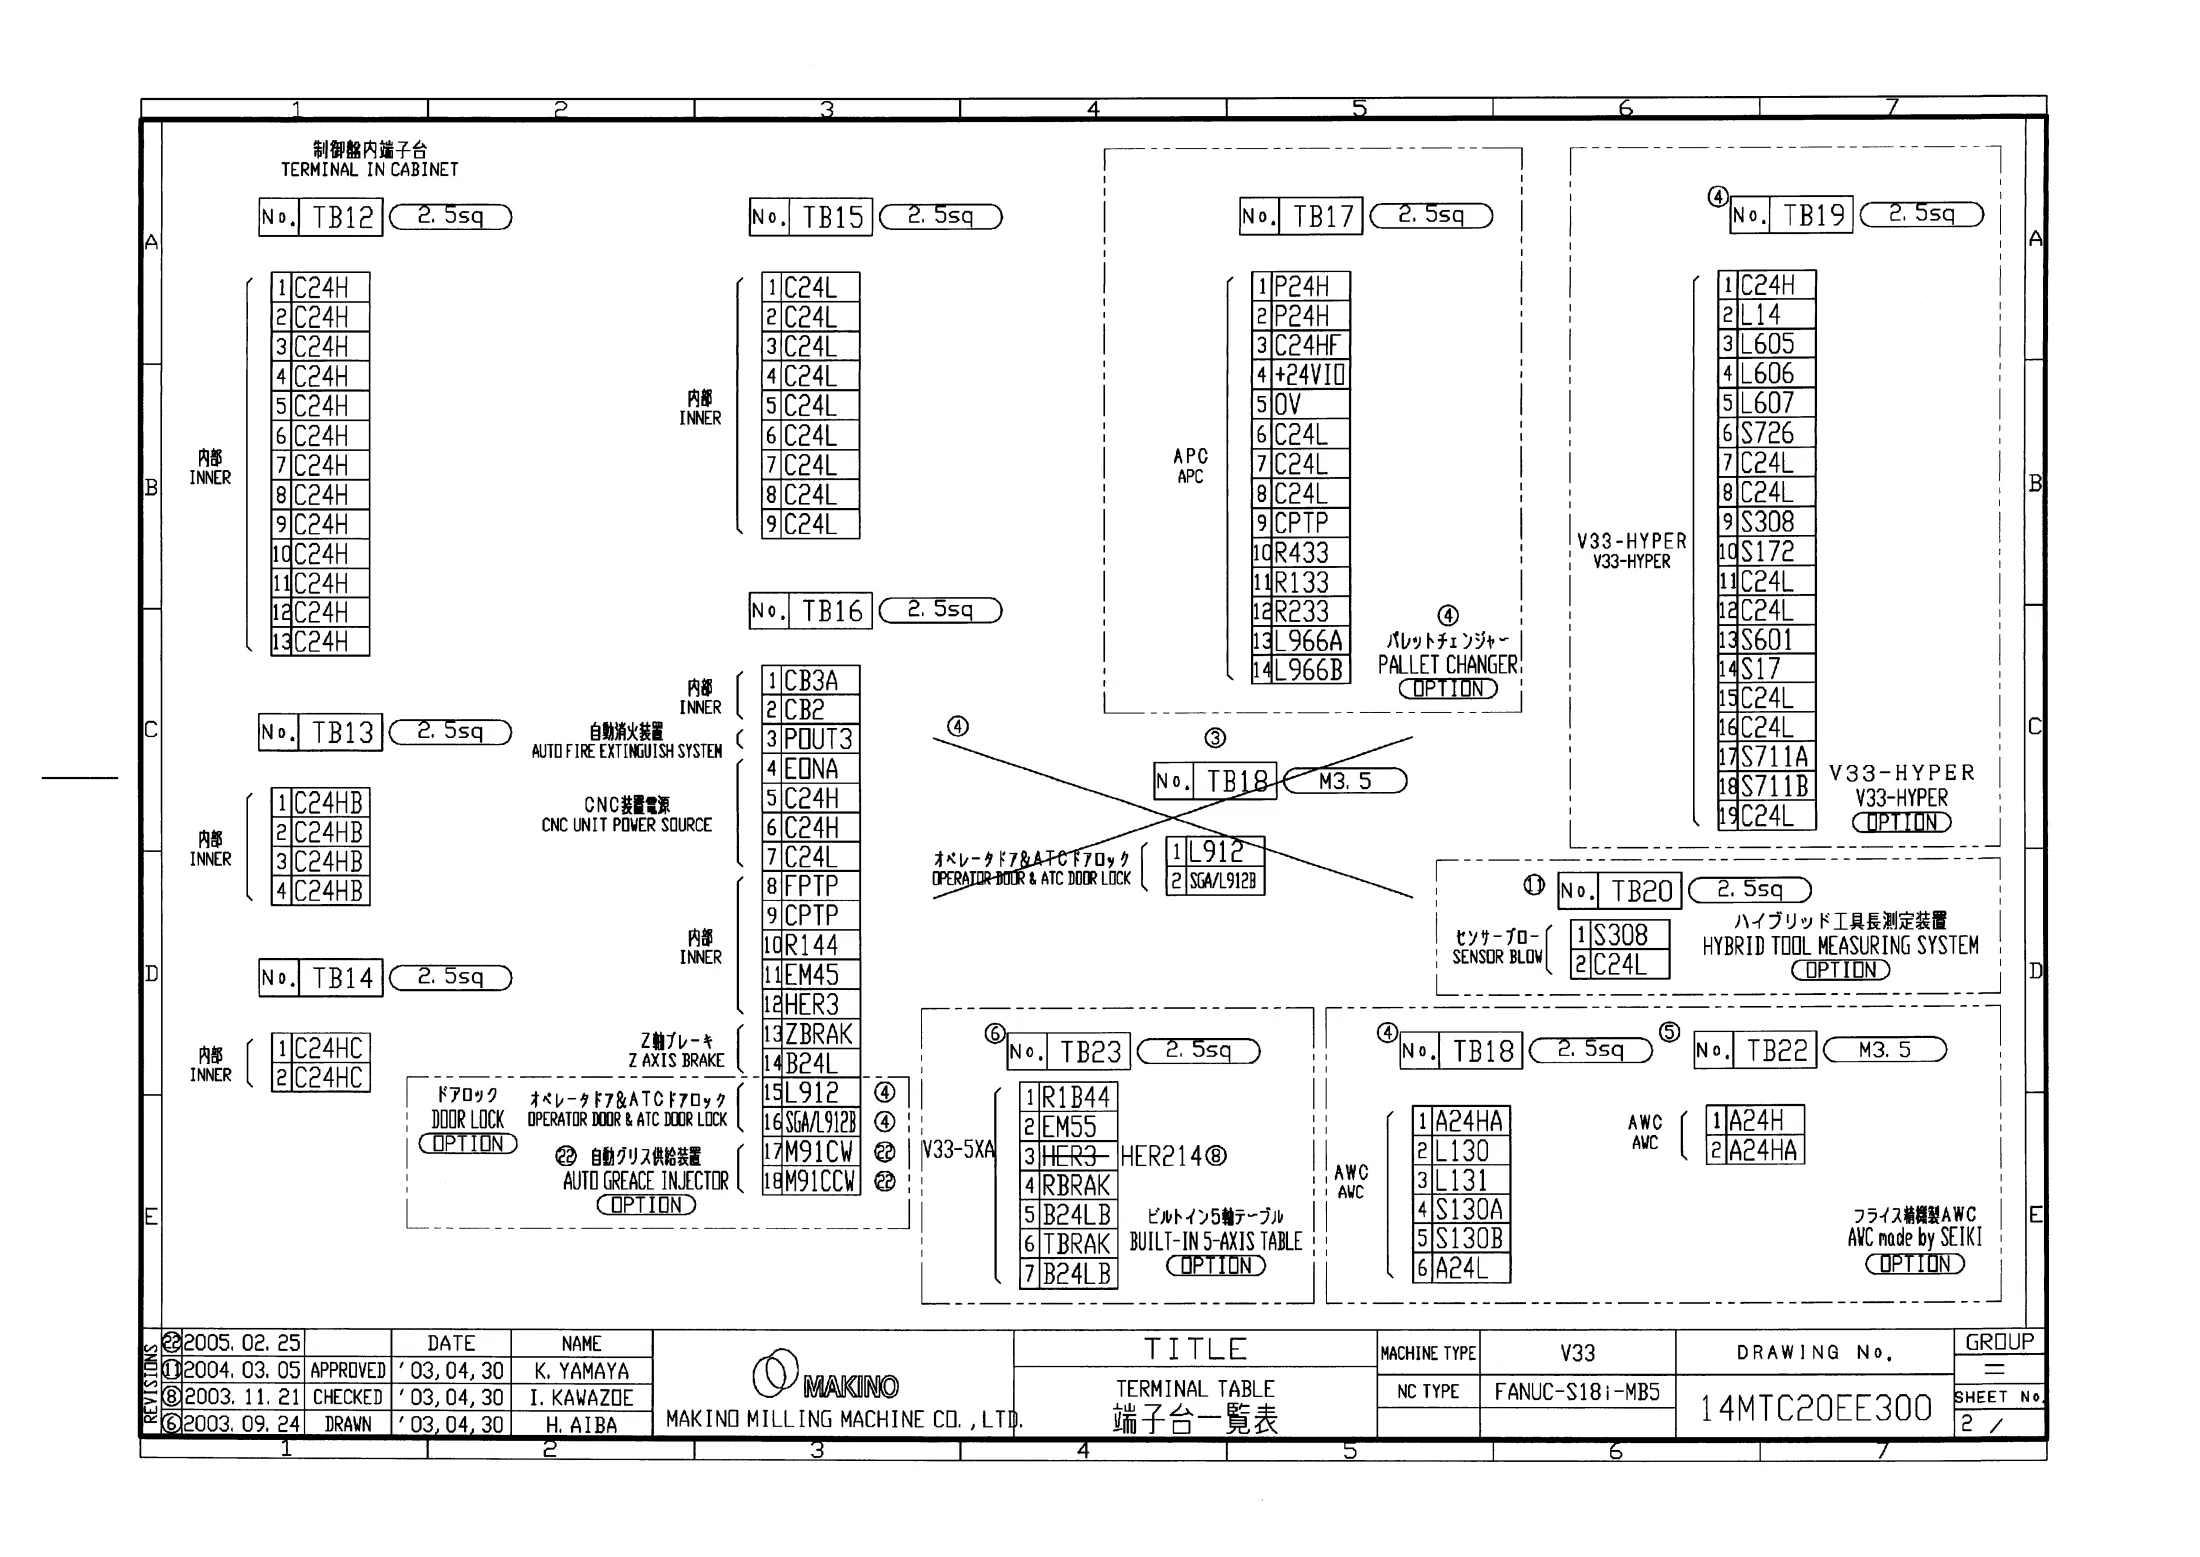 1 2 3 4 5 6 7
A
B
C
D
E
制御盤内端子台
TERMINAL IN CABINET
No. TB12 2.5sq
内部
INNER
1 C24H
2 C24H
3 C24H
4 C24H
5 C24H
6 C24H
7 C24H
8 C24H
9 C24H
10 C24H
11 C24H
12 C24H
13 C24H
No. TB13 2.5sq
内部
INNER
1 C24HB
2 C24HB
3 C24HB
4 C24HB
No. TB14 2.5sq
内部
INNER
1 C24HC
2 C24HC
No. TB15 2.5sq
内部
INNER
1 C24L
2 C24L
3 C24L
4 C24L
5 C24L
6 C24L
7 C24L
8 C24L
9 C24L
No. TB16 2.5sq
内部
INNER
1 CB3A
2 CB2
自動消火装置
AUTO FIRE EXTINGUISH SYSTEM
3 POUT3
CNC装置電源
CNC UNIT POWER SOURCE
4 EONA
5 C24H
6 C24H
7 C24L
内部
INNER
8 FPTP
9 CPTP
10 R144
11 EM45
12 HER3
Z軸ブレーキ
Z AXIS BRAKE
13 ZBRAK
14 B24L
ドアロック
DOOR LOCK
OPTION
オペレータドア&ATCドアロック
OPERATOR DOOR & ATC DOOR LOCK
15 L912 ④
16 SGA/L912B ④
㉒ 自動グリス供給装置
AUTO GREACE INJECTOR
OPTION
17 M91CW ㉒
18 M91CCW ㉒
No. TB17 2.5sq
APC
APC
1 P24H
2 P24H
3 C24HF
4 +24VIO
5 0V
6 C24L
7 C24L
8 C24L
9 CPTP
10 R433
11 R133
12 R233
13 L966A
14 L966B
④
パレットチェンジャー
PALLET CHANGER
OPTION
④ ③
No. TB18 M3.5
オペレータドア&ATCドアロック
OPERATOR DOOR & ATC DOOR LOCK
1 L912
2 SGA/L912B
④ No. TB19 2.5sq
V33-HYPER
V33-HYPER
1 C24H
2 L14
3 L605
4 L606
5 L607
6 S726
7 C24L
8 C24L
9 S308
10 S172
11 C24L
12 C24L
13 S601
14 S17
15 C24L
16 C24L
17 S711A
18 S711B
19 C24L
V33-HYPER
V33-HYPER
OPTION
⑪ No. TB20 2.5sq
センサーブロー
SENSOR BLOW
1 S308
2 C24L
ハイブリッド工具長測定装置
HYBRID TOOL MEASURING SYSTEM
OPTION
⑥ No. TB23 2.5sq
V33-5XA
1 R1B44
2 EM55
3 HER3 HER214⑧
4 RBRAK
5 B24LB
6 TBRAK
7 B24LB
ビルトイン5軸テーブル
BUILT-IN 5-AXIS TABLE
OPTION
④ No. TB18 2.5sq
AWC
AWC
1 A24HA
2 L130
3 L131
4 S130A
5 S130B
6 A24L
⑤ No. TB22 M3.5
AWC
AWC
1 A24H
2 A24HA
フライス精機製AWC
AWC made by SEIKI
OPTION
A
B
C
D
E
REVISIONS
㉒ 2005. 02. 25 DATE NAME
⑪ 2004. 03. 05 APPROVED '03,04,30 K. YAMAYA
⑧ 2003. 11. 21 CHECKED '03,04,30 I. KAWAZOE
⑥ 2003. 09. 24 DRAWN '03,04,30 H. AIBA
MAKINO
MAKINO MILLING MACHINE CO.,LTD.
TITLE
TERMINAL TABLE
端子台一覧表
MACHINE TYPE V33
NC TYPE FANUC-S18i-MB5
DRAWING No.
14MTC20EE300
GROUP
=
SHEET No.
2 /
1 2 3 4 5 6 7